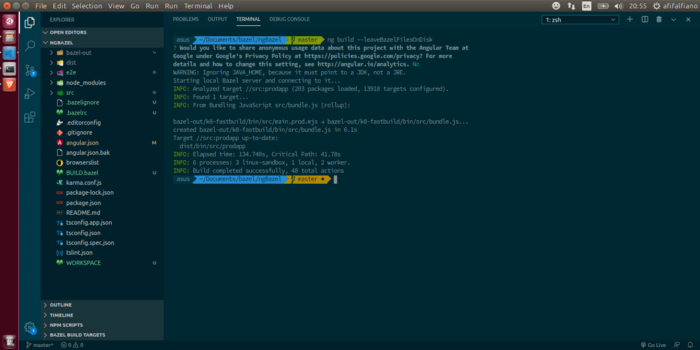 File Edit Selection View Go Run Terminal Help
20:55 afifalfiano
EXPLORER
PROBLEMS OUTPUT TERMINAL DEBUG CONSOLE
1: zsh
OPEN EDITORS
NGBAZEL
bazel-out
dist
e2e
node_modules
src
.bazelignore U
.bazelrc U
.editorconfig
.gitignore
angular.json M
angular.json.bak
browserslist
BUILD.bazel U
karma.conf.js
package-lock.json
package.json
README.md
tsconfig.app.json
tsconfig.json
tsconfig.spec.json
tslint.json
WORKSPACE U
OUTLINE
TIMELINE
NPM SCRIPTS
BAZEL BUILD TARGETS
asus ~/Documents/bazel/ngBazel master ng build --leaveBazelFilesOnDisk
? Would you like to share anonymous usage data about this project with the Angular Team at
Google under Google's Privacy Policy at https://policies.google.com/privacy? For more
details and how to change this setting, see http://angular.io/analytics. No
WARNING: Ignoring JAVA_HOME, because it must point to a JDK, not a JRE.
Starting local Bazel server and connecting to it...
INFO: Analyzed target //src:prodapp (263 packages loaded, 13518 targets configured).
INFO: Found 1 target...
INFO: From Bundling JavaScript src/bundle.js [rollup]:
bazel-out/k8-fastbuild/bin/src/main.prod.mjs → bazel-out/k8-fastbuild/bin/src/bundle.js...
created bazel-out/k8-fastbuild/bin/src/bundle.js in 6.1s
Target //src:prodapp up-to-date:
dist/bin/src/prodapp
INFO: Elapsed time: 134.740s, Critical Path: 41.78s
INFO: 6 processes: 3 linux-sandbox, 1 local, 2 worker.
INFO: Build completed successfully, 48 total actions
asus ~/Documents/bazel/ngBazel master ●
master* 0 0
Go Live